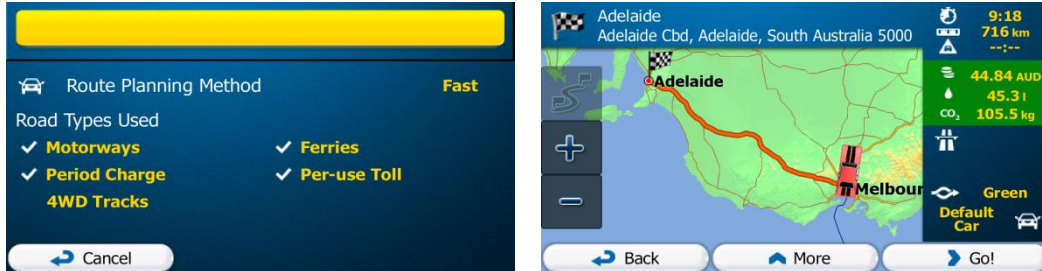 Route Planning Method Fast
Road Types Used
Motorways Ferries
Period Charge Per-use Toll
4WD Tracks
Cancel
Adelaide
Adelaide Cbd, Adelaide, South Australia 5000
9:18
716 km
--:--
44.84 AUD
45.3 l
CO₂ 105.5 kg
Adelaide
Melbour
Green
Default
Car
Back More Go!